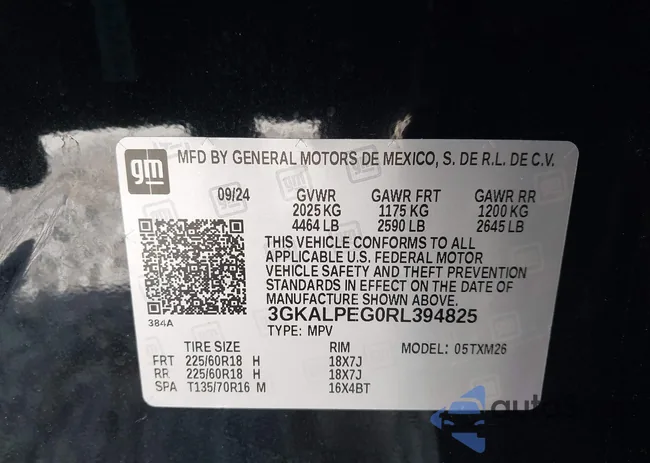 gm
MFD BY GENERAL MOTORS DE MEXICO, S. DE R.L. DE C.V.
09/24 GVWR GAWR FRT GAWR RR
2025 KG 1175 KG 1200 KG
4464 LB 2590 LB 2645 LB
THIS VEHICLE CONFORMS TO ALL
APPLICABLE U.S. FEDERAL MOTOR
VEHICLE SAFETY AND THEFT PREVENTION
STANDARDS IN EFFECT ON THE DATE OF
MANUFACTURE SHOWN ABOVE.
384A
3GKALPEG0RL394825
TYPE: MPV
TIRE SIZE RIM MODEL: 05TXM26
FRT 225/60R18 H 18X7J
RR 225/60R18 H 18X7J
SPA T135/70R16 M 16X4BT